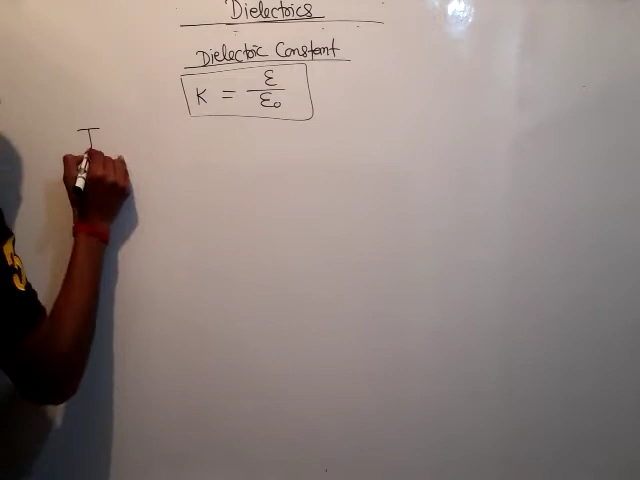 Dielectrics
Dielectric Constant
K = ε / ε₀
T